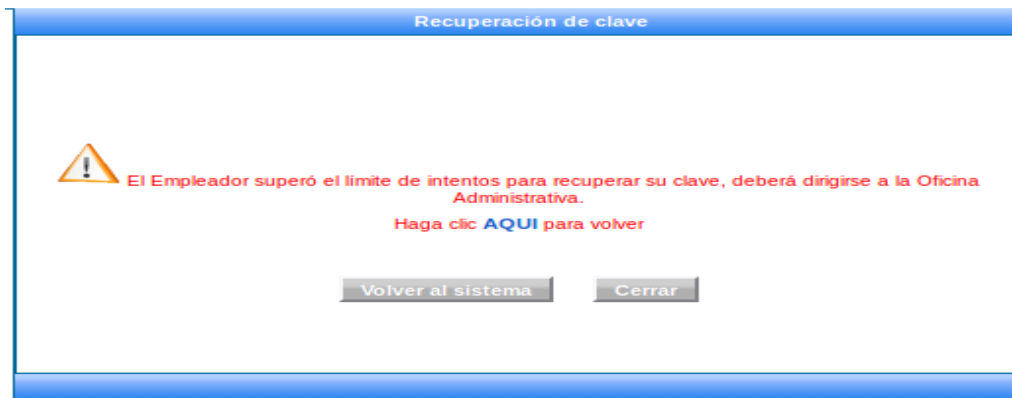 Recuperación de clave
El Empleador superó el límite de intentos para recuperar su clave, deberá dirigirse a la Oficina
Administrativa.
Haga clic AQUI para volver
Volver al sistema Cerrar